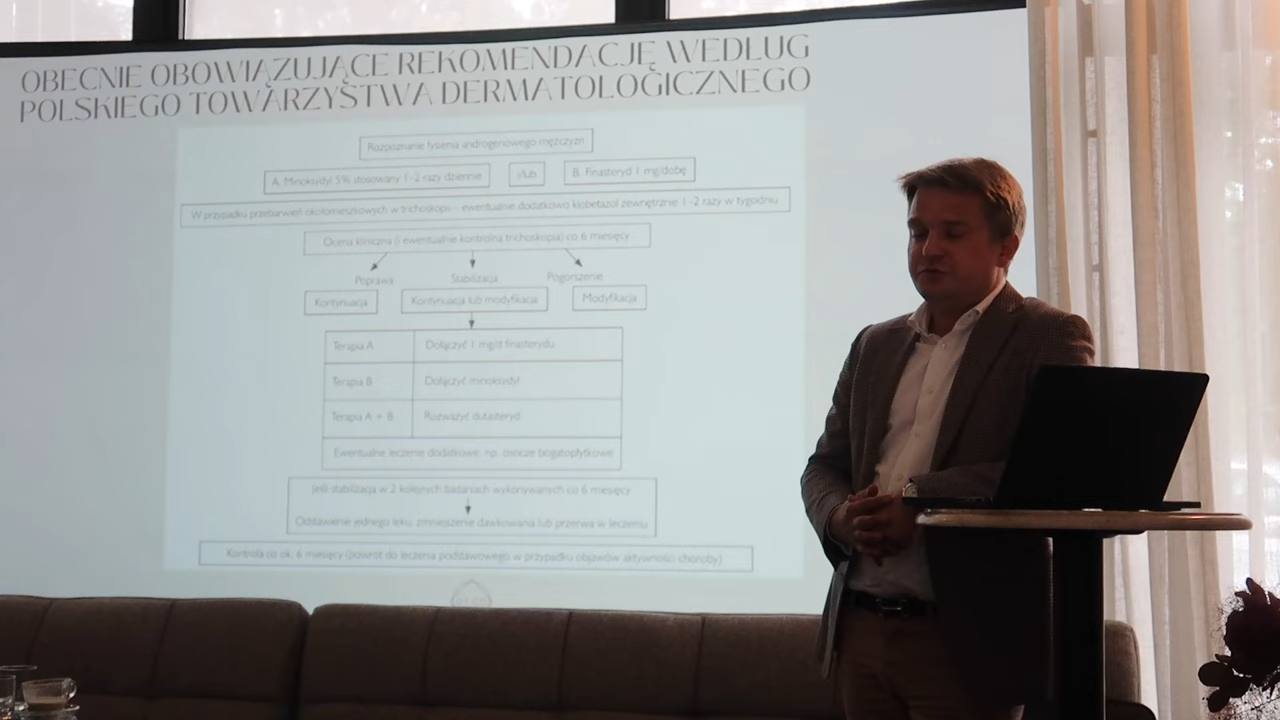 OBECNIE OBOWIĄZUJĄCE REKOMENDACJĘ WEDŁUG
POLSKIEGO TOWARZYSTWA DERMATOLOGICZNEGO
Rozpoznanie łysienia androgenowego mężczyzn
A. Minoksydyl 5% stosowany 1-2 razy dziennie
i/lub
B. Finasteryd 1 mg/dobę
W przypadku przebarwień okołomieszkowych w trichoskopii – ewentualnie dodatkowo klobetazol zewnętrznie 1-2 razy w tygodniu
Ocena kliniczna (i ewentualnie kontrolna trichoskopia) co 6 miesięcy
Poprawa
Stabilizacja
Pogorszenie
Kontynuacja
Kontynuacja lub modyfikacja
Modyfikacja
Terapia A
Dołączyć 1 mg/d finasterydu
Terapia B
Dołączyć minoksydyl
Terapia A + B
Rozważyć dutasteryd
Ewentualne leczenie dodatkowe, np. osocze bogatopłytkowe
Jeśli stabilizacja w 2 kolejnych badaniach wykonywanych co 6 miesięcy
Odstawienie jednego leku, zmniejszenie dawkowania lub przerwa w leczeniu
Kontrola co ok. 6 miesięcy (powrót do leczenia podstawowego w przypadku objawów aktywności choroby)